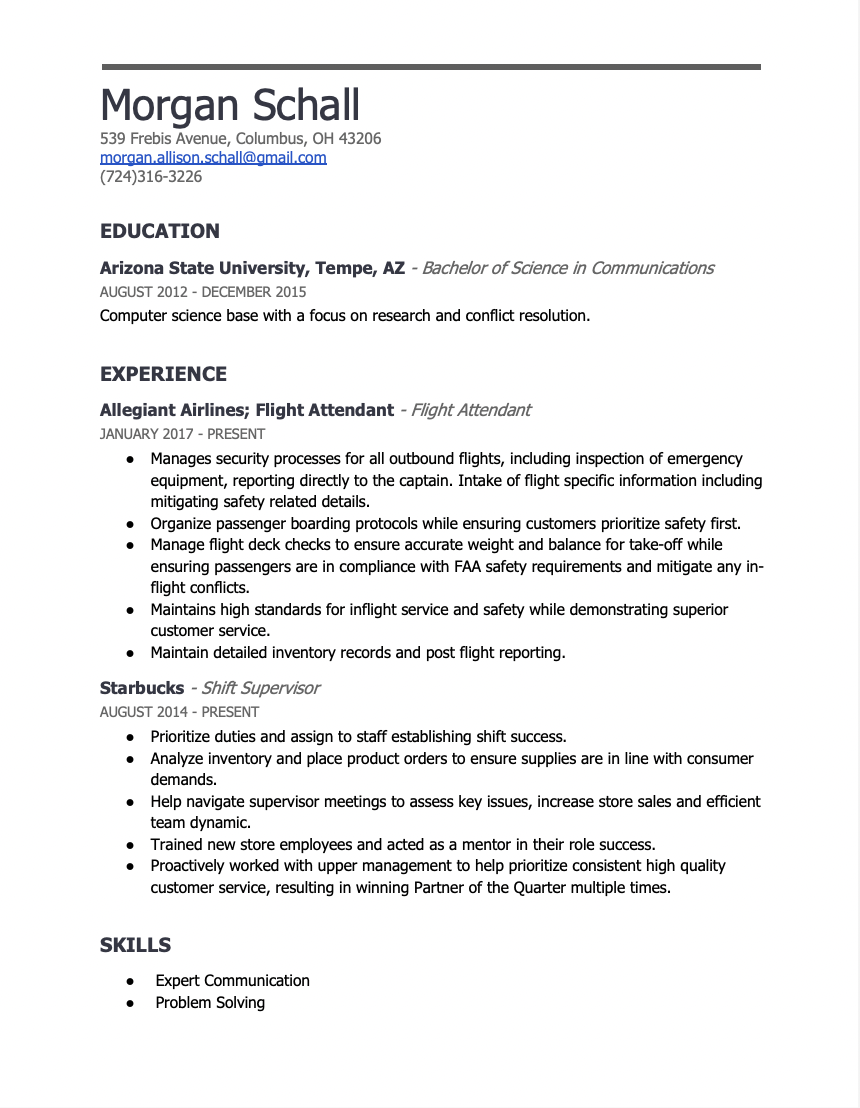 Morgan Schall
539 Frebis Avenue, Columbus, OH 43206
morgan.allison.schall@gmail.com
(724)316-3226
EDUCATION
Arizona State University, Tempe, AZ - Bachelor of Science in Communications
AUGUST 2012 - DECEMBER 2015
Computer science base with a focus on research and conflict resolution.
EXPERIENCE
Allegiant Airlines; Flight Attendant - Flight Attendant
JANUARY 2017 - PRESENT
● Manages security processes for all outbound flights, including inspection of emergency
equipment, reporting directly to the captain. Intake of flight specific information including
mitigating safety related details.
● Organize passenger boarding protocols while ensuring customers prioritize safety first.
● Manage flight deck checks to ensure accurate weight and balance for take-off while
ensuring passengers are in compliance with FAA safety requirements and mitigate any in-
flight conflicts.
● Maintains high standards for inflight service and safety while demonstrating superior
customer service.
● Maintain detailed inventory records and post flight reporting.
Starbucks - Shift Supervisor
AUGUST 2014 - PRESENT
● Prioritize duties and assign to staff establishing shift success.
● Analyze inventory and place product orders to ensure supplies are in line with consumer
demands.
● Help navigate supervisor meetings to assess key issues, increase store sales and efficient
team dynamic.
● Trained new store employees and acted as a mentor in their role success.
● Proactively worked with upper management to help prioritize consistent high quality
customer service, resulting in winning Partner of the Quarter multiple times.
SKILLS
● Expert Communication
● Problem Solving